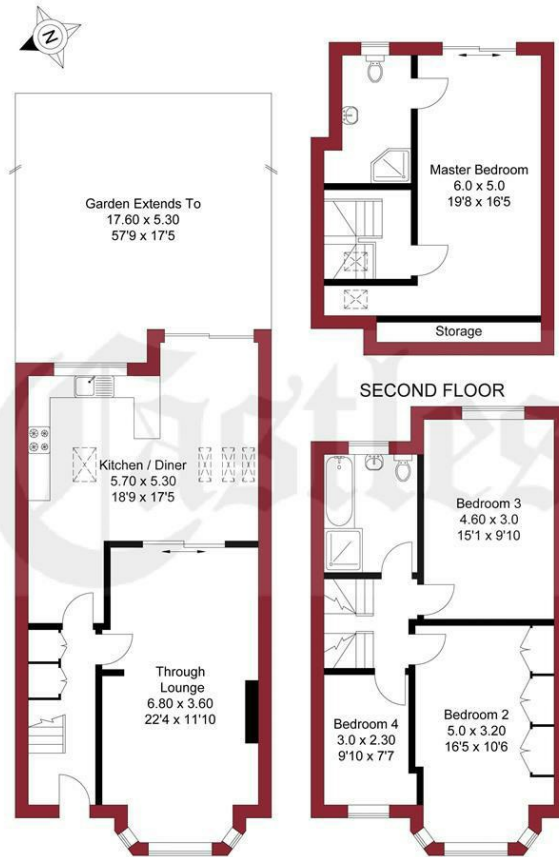 N
Garden Extends To
17.60 x 5.30
57'9 x 17'5
Kitchen / Diner
5.70 x 5.30
18'9 x 17'5
Through
Lounge
6.80 x 3.60
22'4 x 11'10
Master Bedroom
6.0 x 5.0
19'8 x 16'5
Storage
SECOND FLOOR
Bedroom 3
4.60 x 3.0
15'1 x 9'10
Bedroom 4
3.0 x 2.30
9'10 x 7'7
Bedroom 2
5.0 x 3.20
16'5 x 10'6
Castles